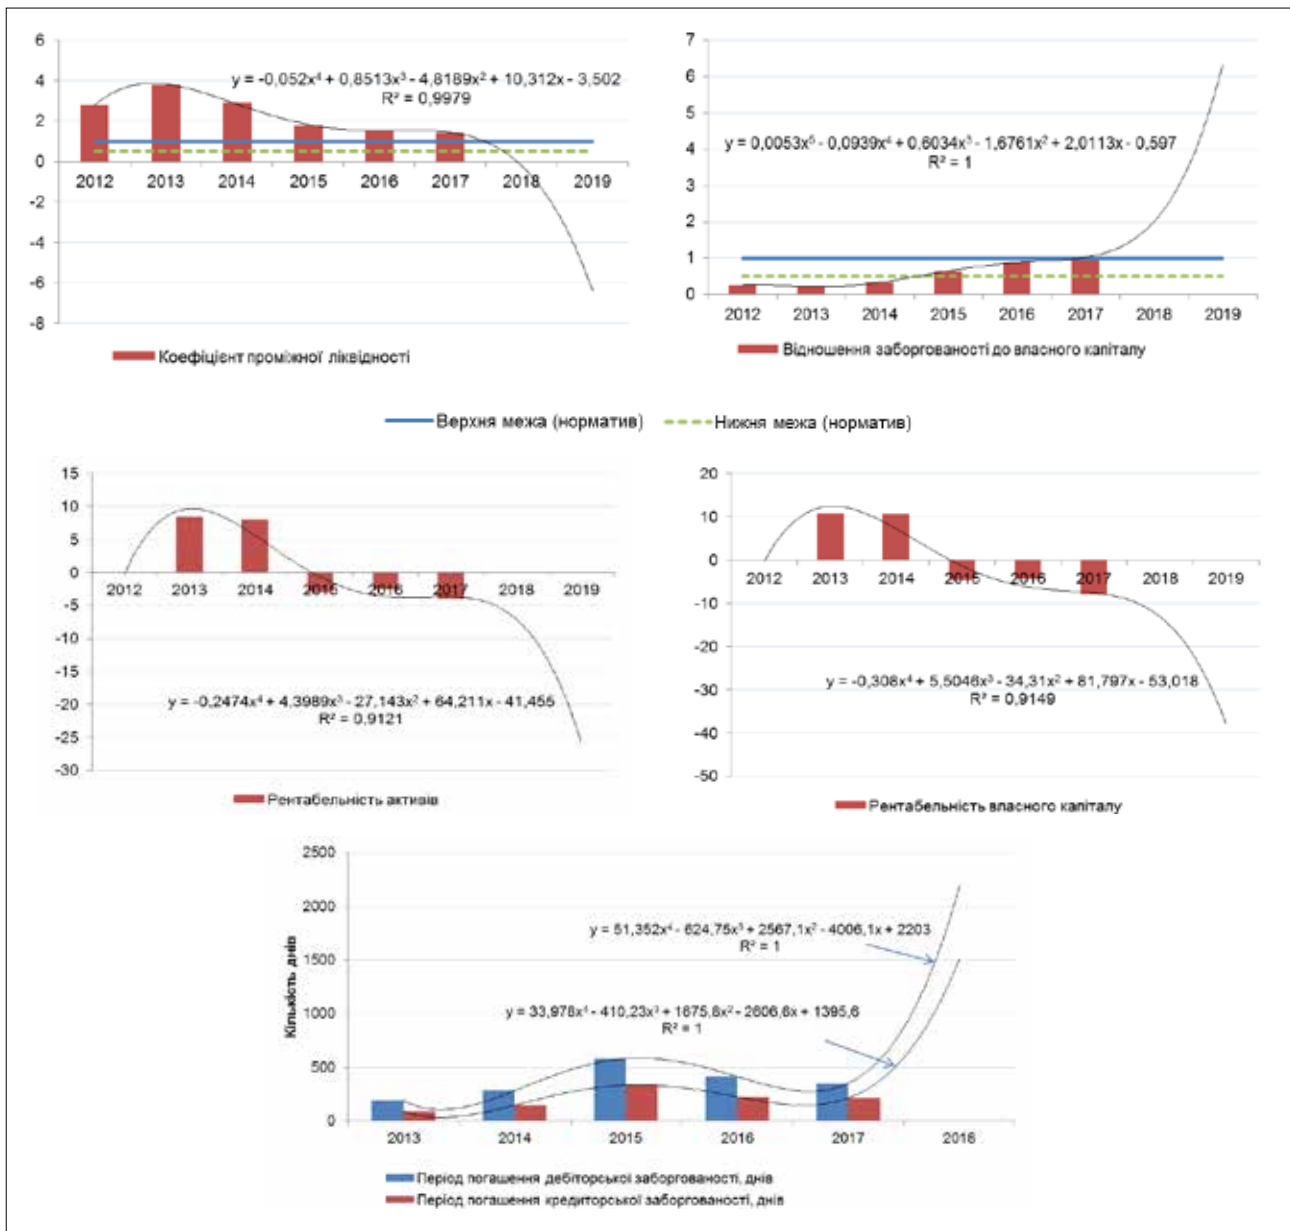 6
4
2
0
-2
-4
-6
-8
y = -0,052x⁴ + 0,8513x³ - 4,8189x² + 10,312x - 3,502
R² = 0,9979
2012 2013 2014 2015 2016 2017 2018 2019
Коефіцієнт проміжної ліквідності
7
6
5
4
3
2
1
0
y = 0,0053x⁵ - 0,0939x⁴ + 0,6034x³ - 1,6761x² + 2,0113x - 0,597
R² = 1
2012 2013 2014 2015 2016 2017 2018 2019
Відношення заборгованості до власного капіталу
Верхня межа (норматив) Нижня межа (норматив)
15
10
5
0
-5
-10
-15
-20
-25
-30
2012 2013 2014 2015 2016 2017 2018 2019
y = -0,2474x⁴ + 4,3989x³ - 27,143x² + 64,211x - 41,455
R² = 0,9121
Рентабельність активів
20
10
0
-10
-20
-30
-40
-50
2012 2013 2014 2015 2016 2017 2018 2019
y = -0,308x⁴ + 5,5046x³ - 34,31x² + 81,797x - 53,018
R² = 0,9149
Рентабельність власного капіталу
Кількість днів
2500
2000
1500
1000
500
0
y = 51,352x⁴ - 624,75x³ + 2567,1x² - 4006,1x + 2203
R² = 1
y = 33,978x⁴ - 410,23x³ + 1675,8x² - 2606,6x + 1395,6
R² = 1
2013 2014 2015 2016 2017 2018
Період погашення дебіторської заборгованості, днів
Період погашення кредиторської заборгованості, днів